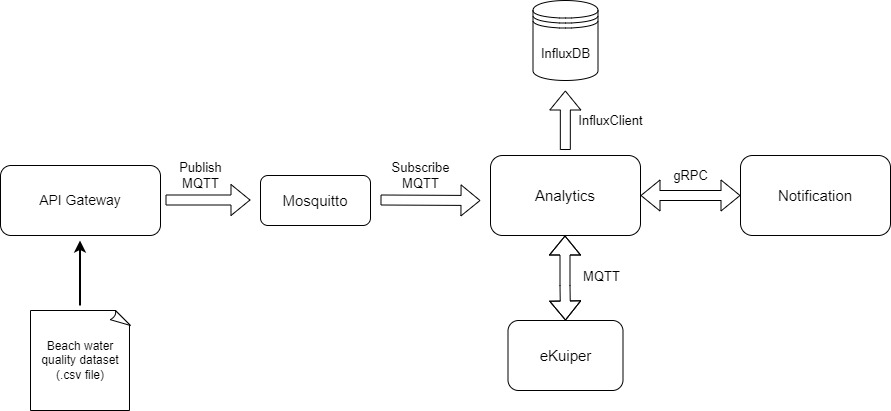 InfluxDB
InfluxClient
Publish
MQTT
Subscribe
MQTT
gRPC
API Gateway
Mosquitto
Analytics
Notification
MQTT
Beach water
quality dataset
(.csv file)
eKuiper